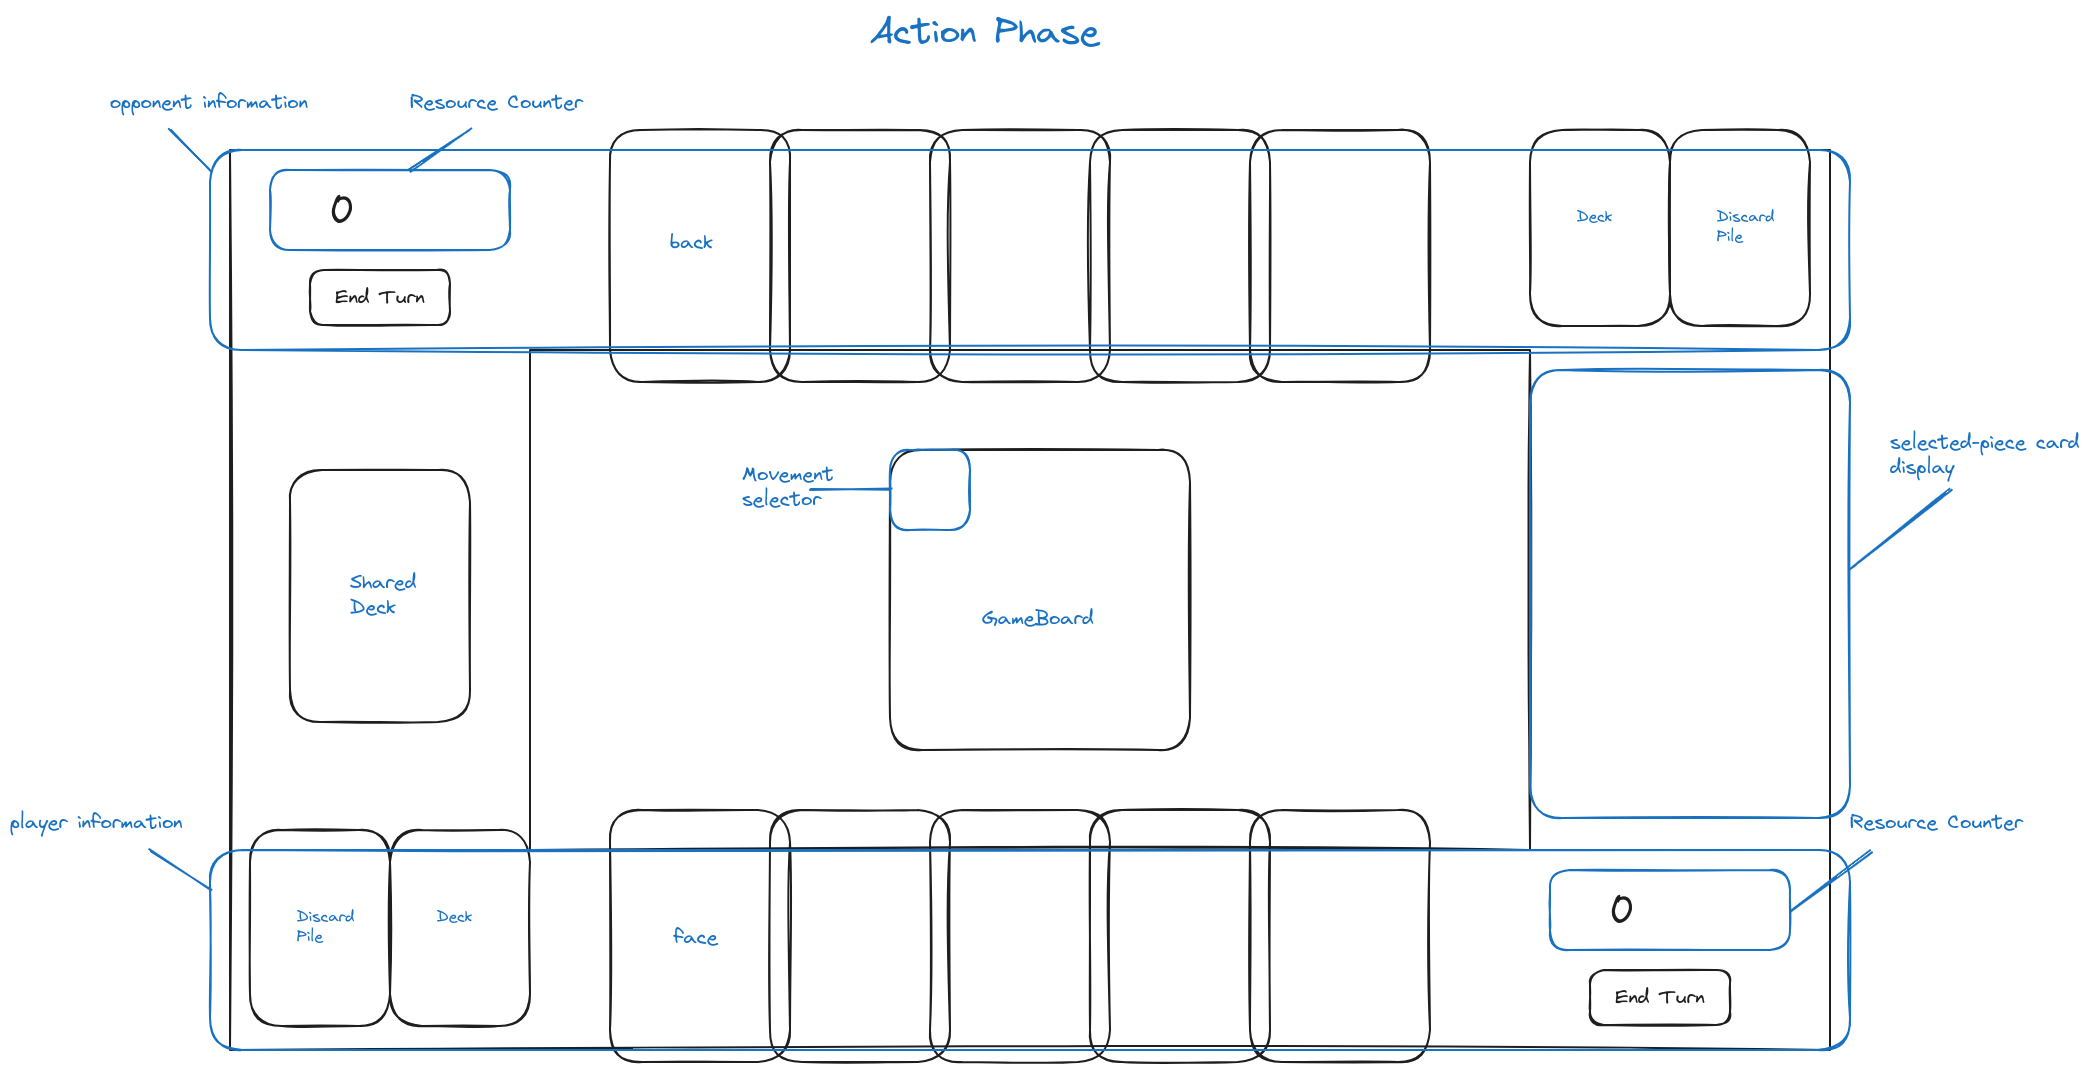 Action Phase
opponent information
Resource Counter
0
End Turn
back
Deck
Discard
Pile
selected-piece card
display
Movement
selector
GameBoard
Shared
Deck
player information
Discard
Pile
Deck
face
Resource Counter
0
End Turn